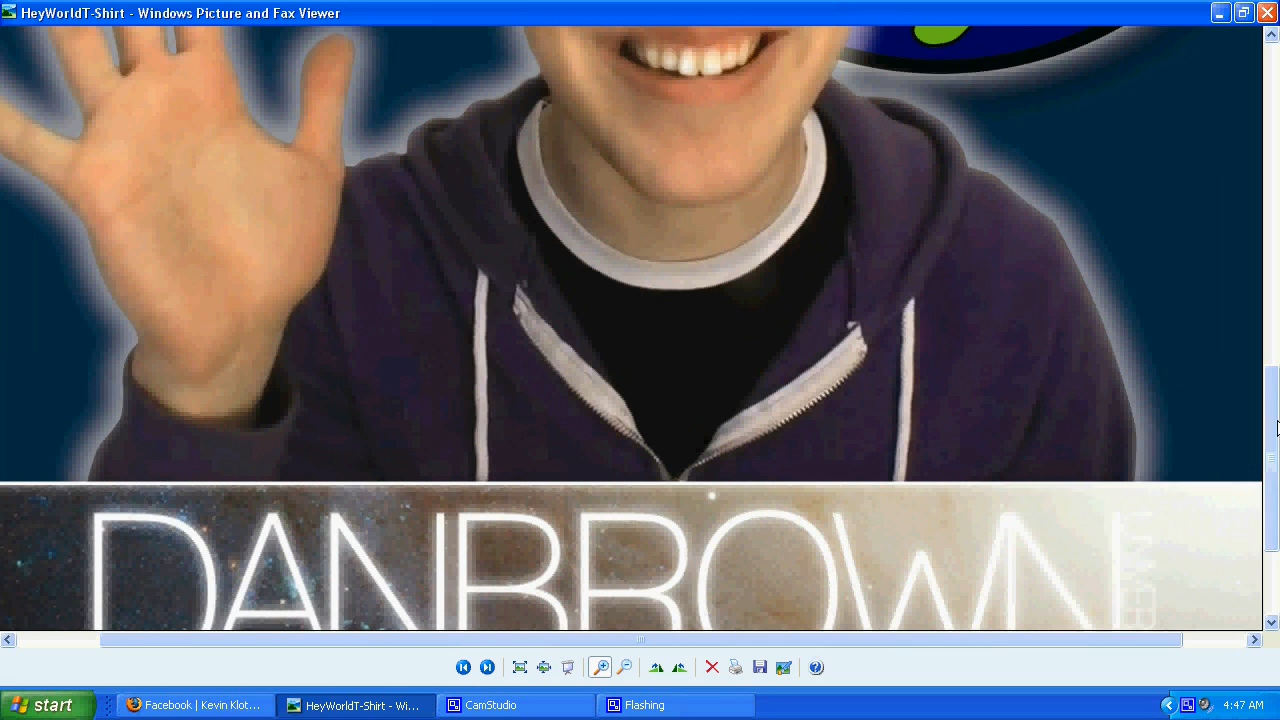 HeyWorldT-Shirt - Windows Picture and Fax Viewer
DANBROWN
start
Facebook | Kevin Klot...
HeyWorldT-Shirt - Wi...
CamStudio
Flashing
4:47 AM